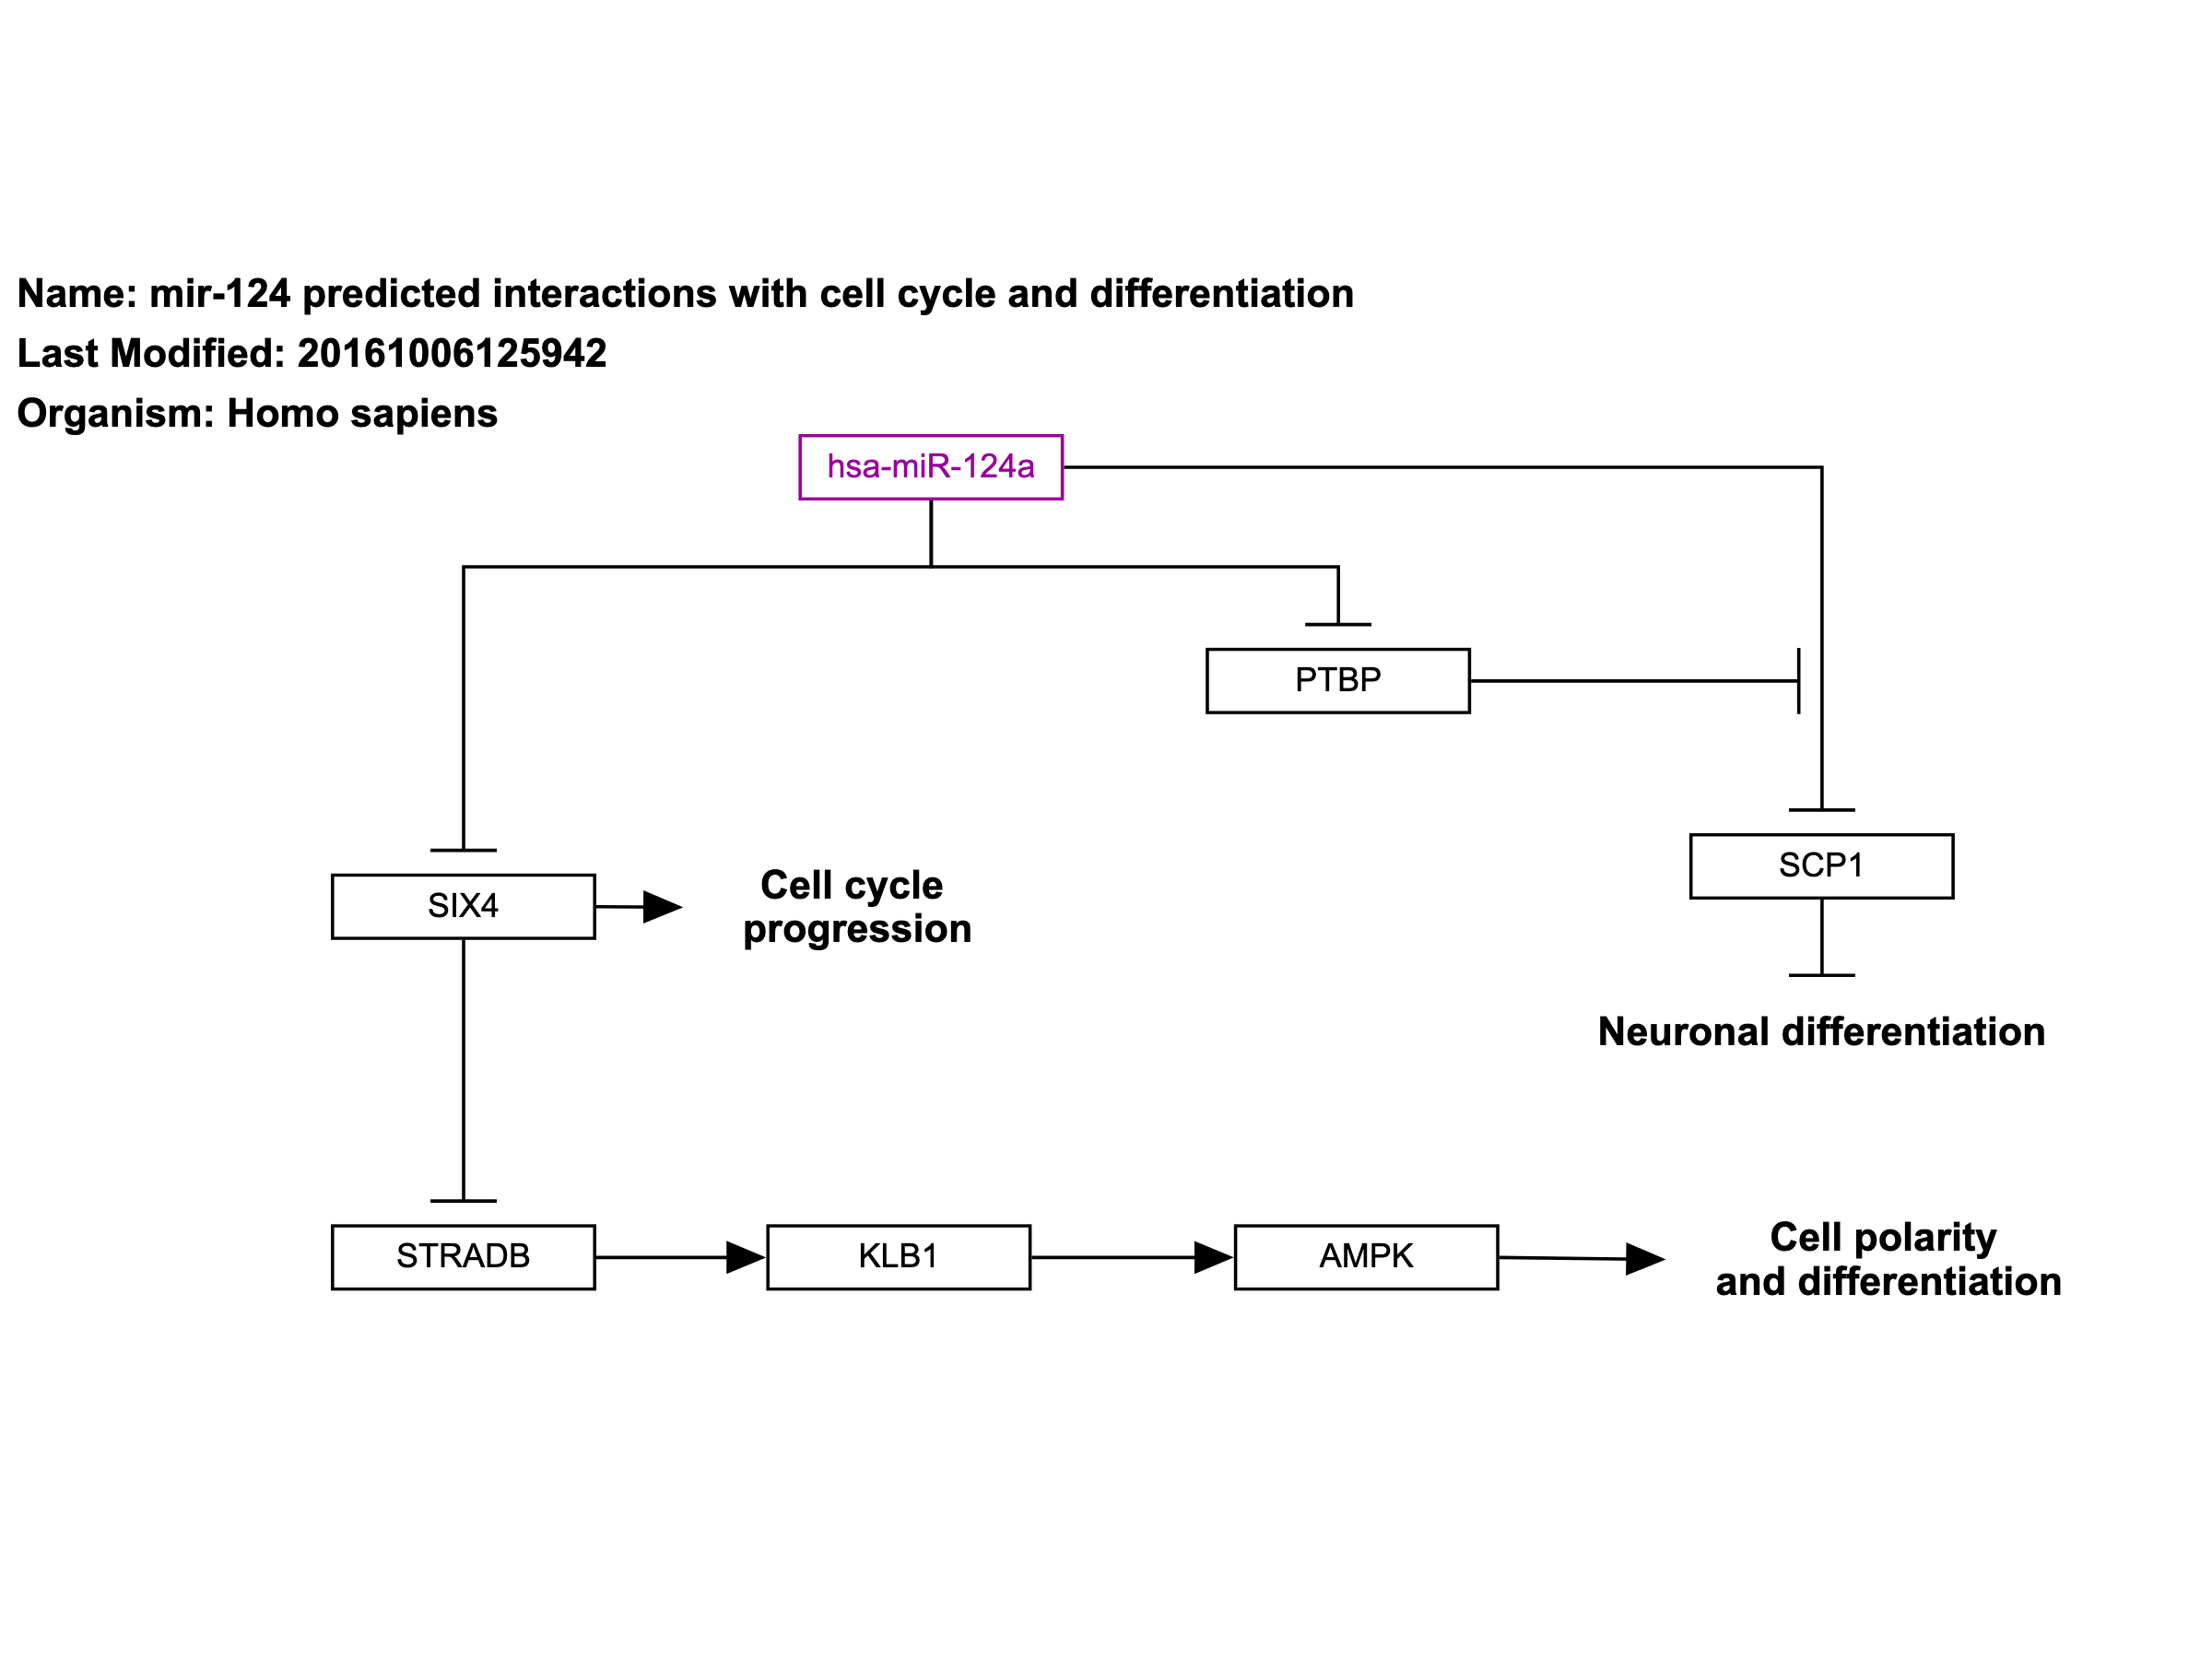 Name: mir-124 predicted interactions with cell cycle and differentiation
Last Modified: 20161006125942
Organism: Homo sapiens
hsa-miR-124a
PTBP
SCP1
SIX4
Cell cycle
progression
Neuronal differentiation
STRADB
KLB1
AMPK
Cell polarity
and differentiation